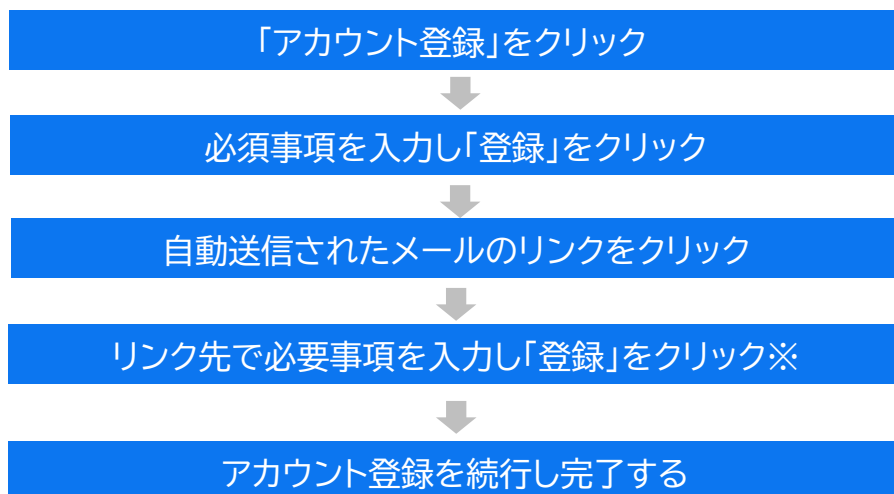 「アカウント登録」をクリック
必須事項を入力し「登録」をクリック
自動送信されたメールのリンクをクリック
リンク先で必要事項を入力し「登録」をクリック※
アカウント登録を続行し完了する